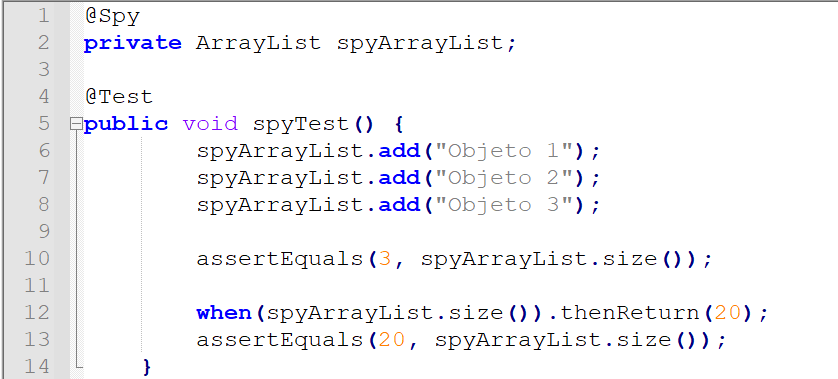 1 @Spy
2 private ArrayList spyArrayList;
3
4 @Test
5 public void spyTest() {
6 spyArrayList.add("Objeto 1");
7 spyArrayList.add("Objeto 2");
8 spyArrayList.add("Objeto 3");
9
10 assertEquals(3, spyArrayList.size());
11
12 when(spyArrayList.size()).thenReturn(20);
13 assertEquals(20, spyArrayList.size());
14 }